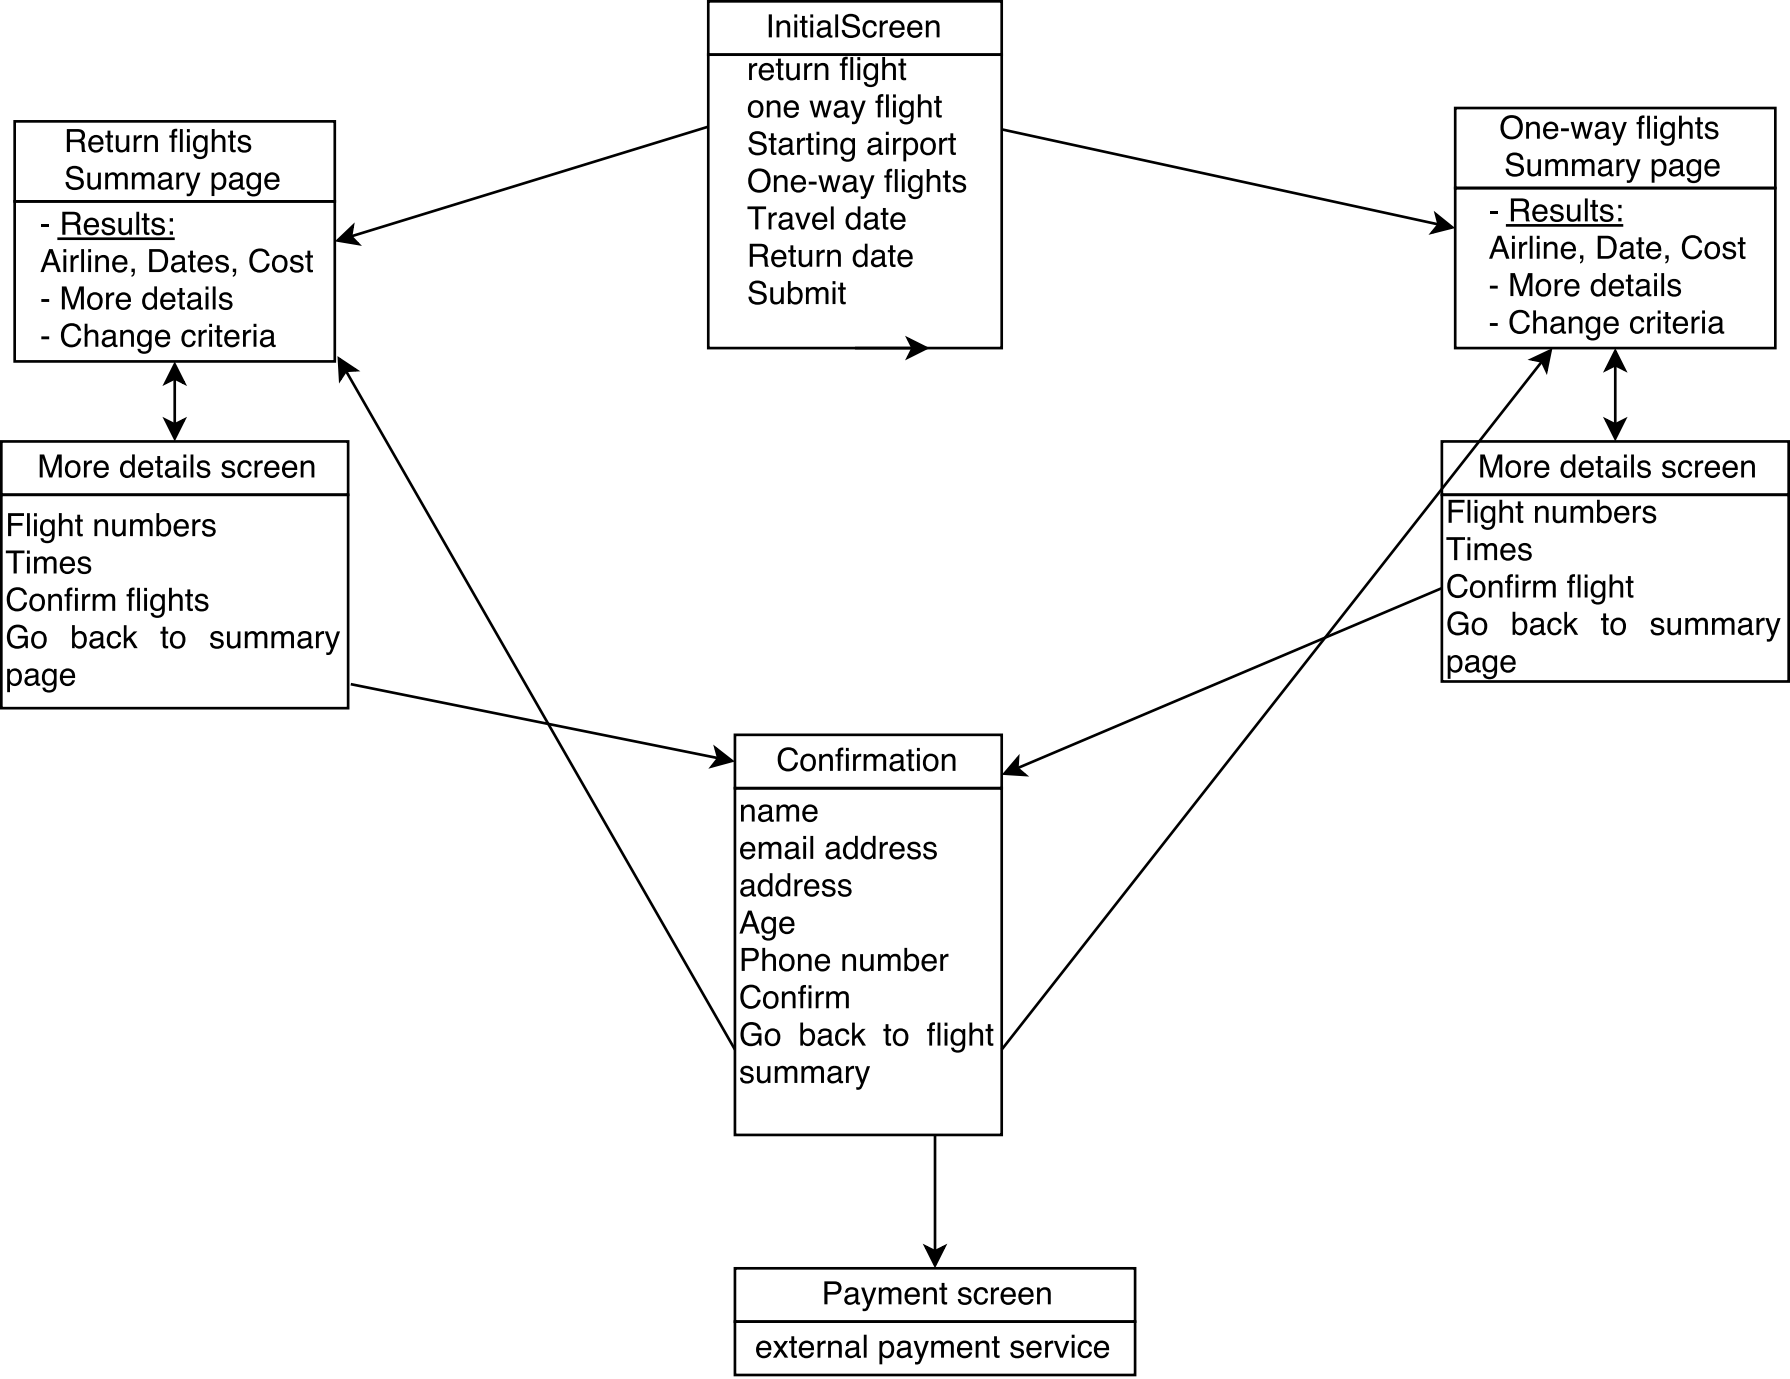 InitialScreen
return flight
one way flight
Starting airport
One-way flights
Travel date
Return date
Submit
Return flights
Summary page
- Results:
Airline, Dates, Cost
- More details
- Change criteria
One-way flights
Summary page
- Results:
Airline, Date, Cost
- More details
- Change criteria
More details screen
Flight numbers
Times
Confirm flights
Go back to summary
page
More details screen
Flight numbers
Times
Confirm flight
Go back to summary
page
Confirmation
name
email address
address
Age
Phone number
Confirm
Go back to flight
summary
Payment screen
external payment service